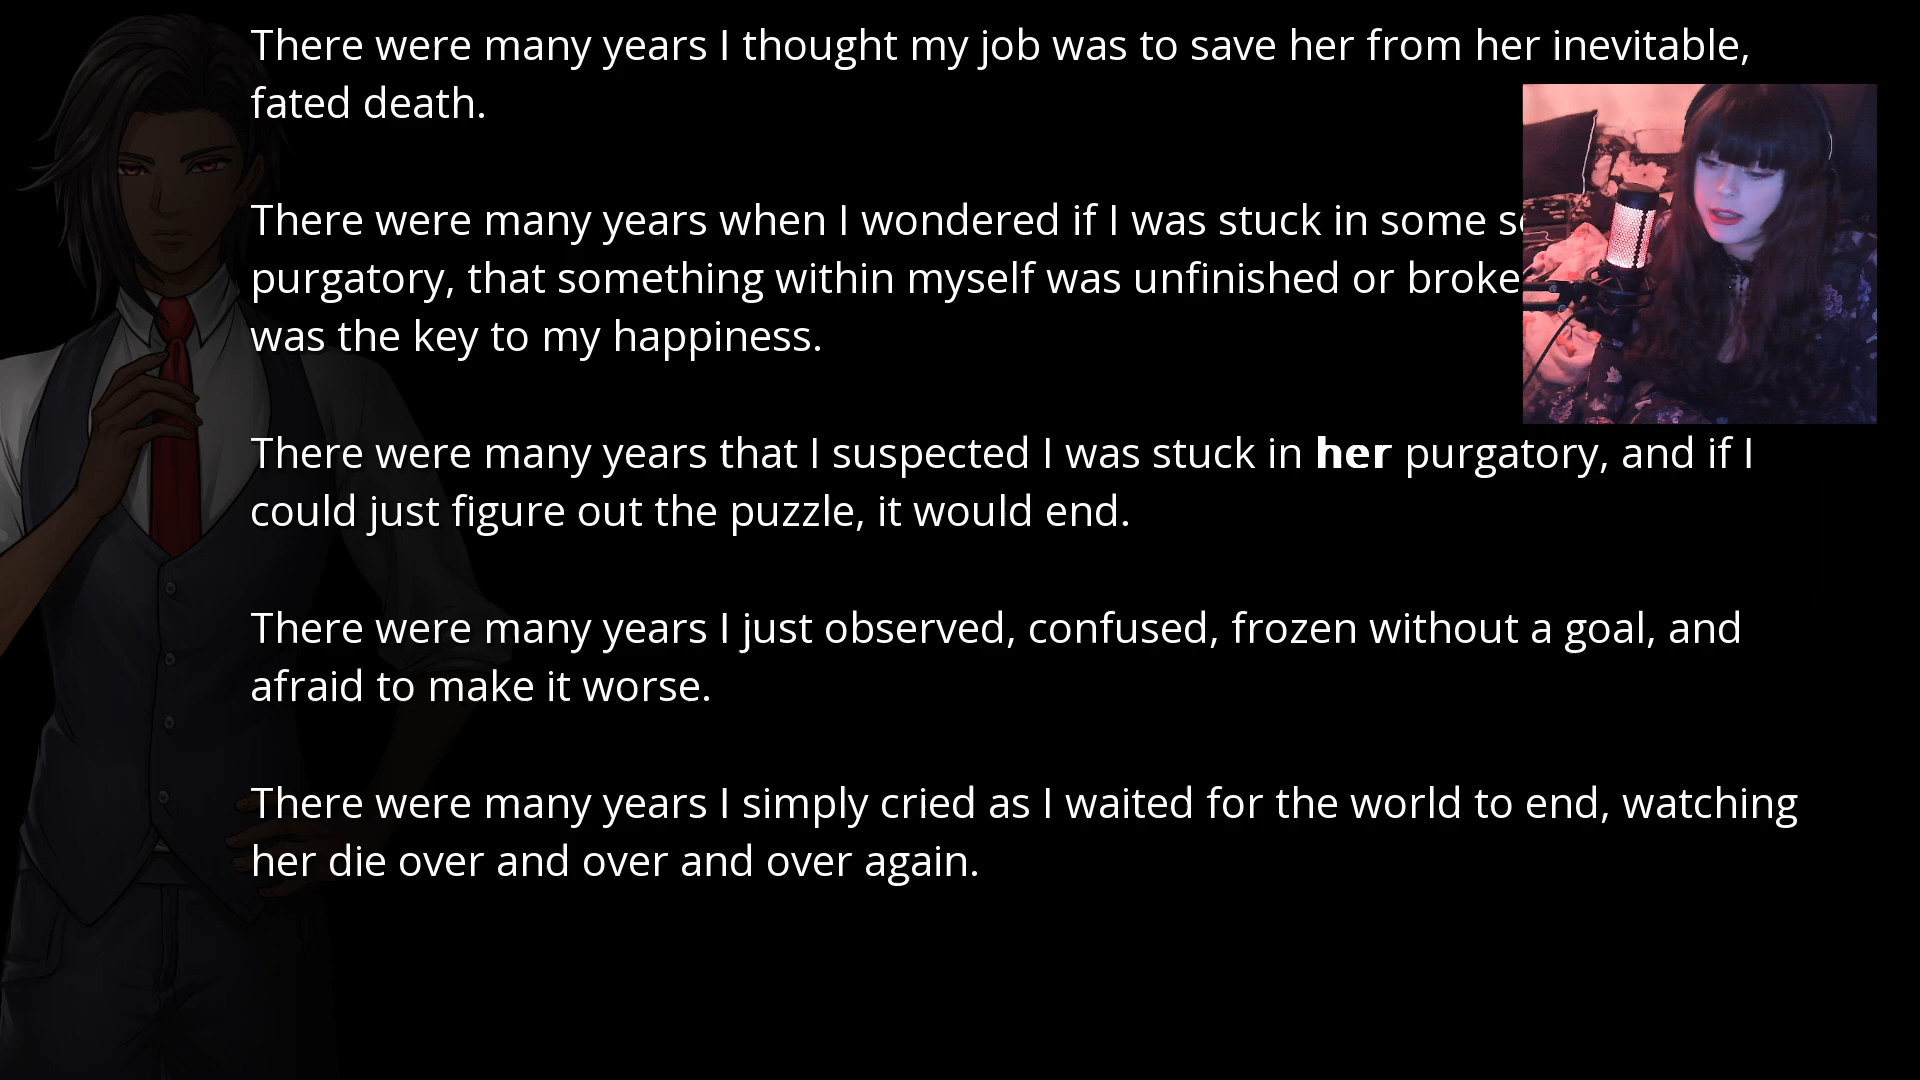 There were many years I thought my job was to save her from her inevitable,
fated death.
There were many years when I wondered if I was stuck in some
purgatory, that something within myself was unfinished or
was the key to my happiness.
There were many years that I suspected I was stuck in her purgatory, and if I
could just figure out the puzzle, it would end.
There were many years I just observed, confused, frozen without a goal, and
afraid to make it worse.
There were many years I simply cried as I waited for the world to end, watching
her die over and over and over again.